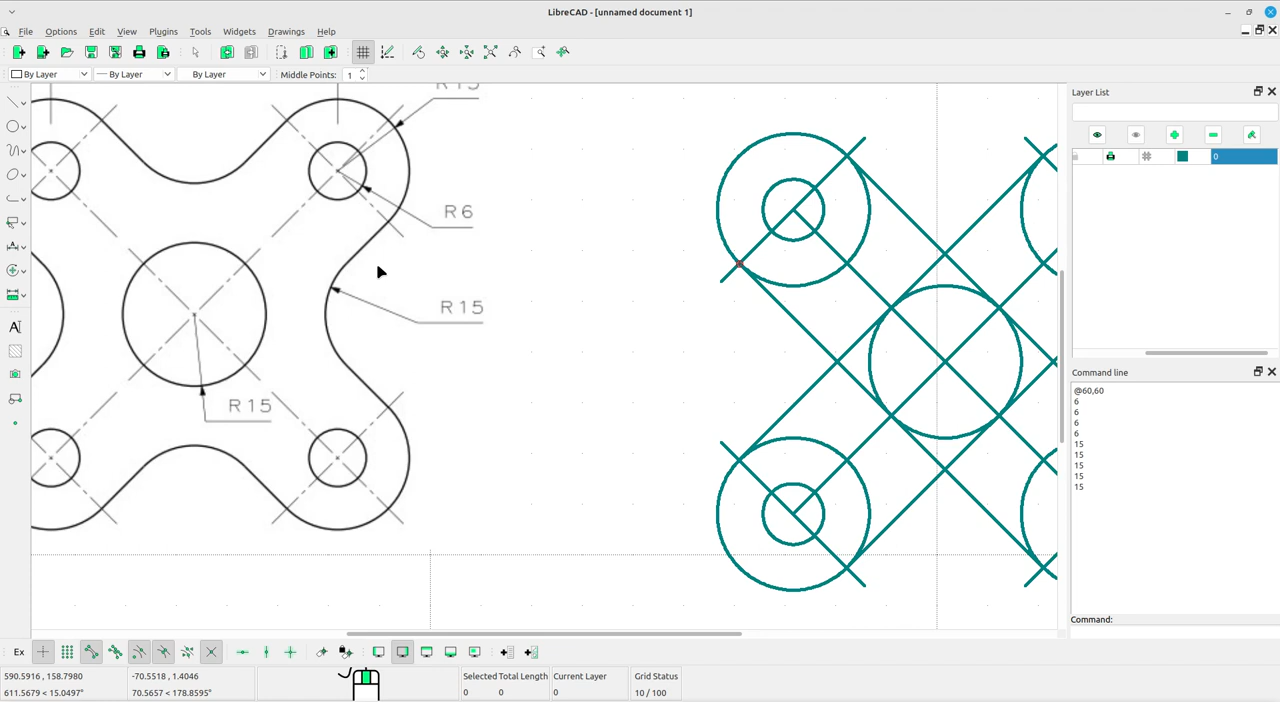 LibreCAD - [unnamed document 1]
File Options Edit View Plugins Tools Widgets Drawings Help
By Layer By Layer By Layer Middle Points: 1
Layer List
0
R 6
R 15
R 15
Command line
@60,60
6
6
6
6
15
15
15
15
15
Command:
Ex
590.5916 , 158.7980
611.5679 < 15.0497°
-70.5518 , 1.4046
70.5657 < 178.8595°
Selected Total Length
0 0
Current Layer
0
Grid Status
10 / 100